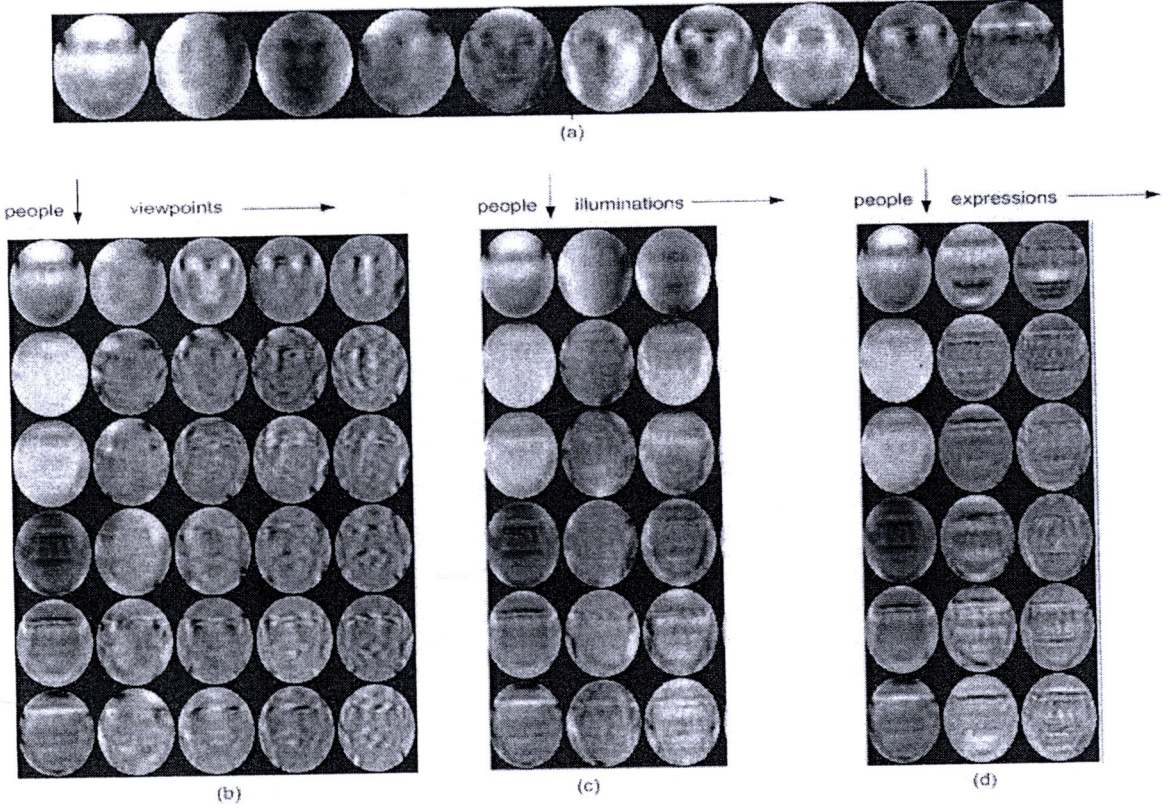 (a)
people viewpoints
people illuminations
people expressions
(b)
(c)
(d)